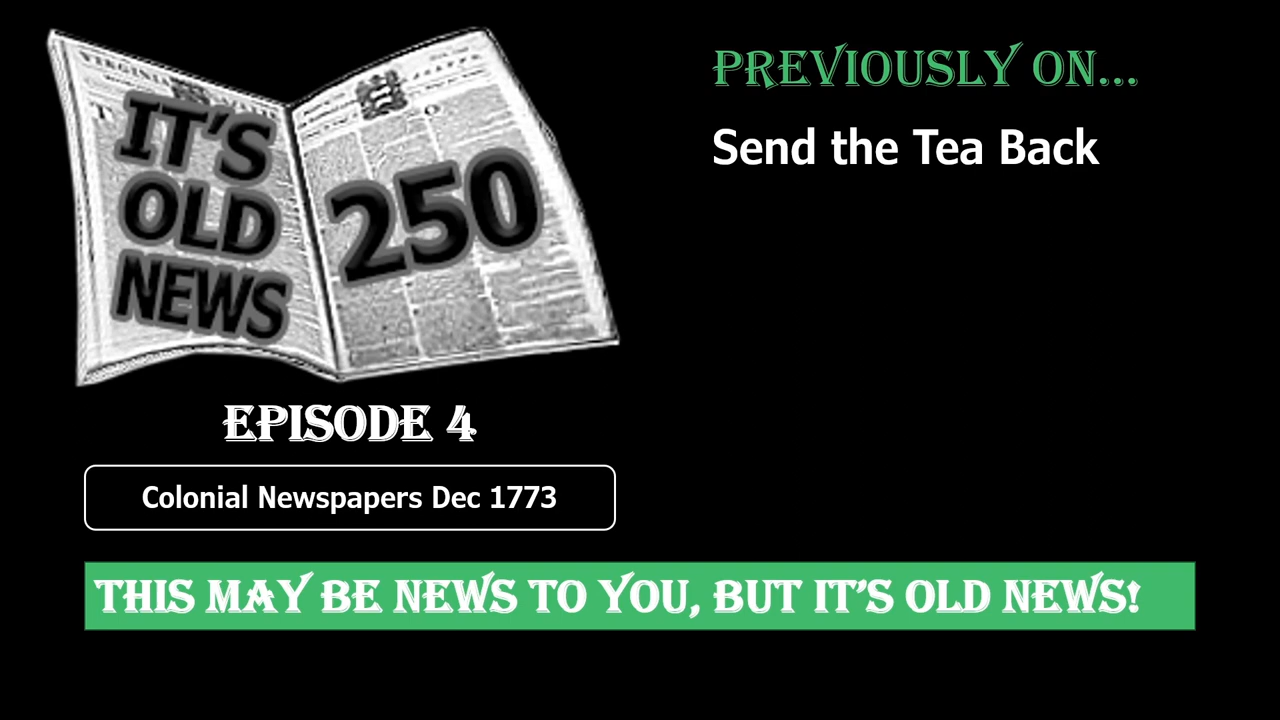 VIRGINIA
IT'S
OLD
NEWS
250
EPISODE 4
Colonial Newspapers Dec 1773
PREVIOUSLY ON...
Send the Tea Back
THIS MAY BE NEWS TO YOU, BUT IT'S OLD NEWS!